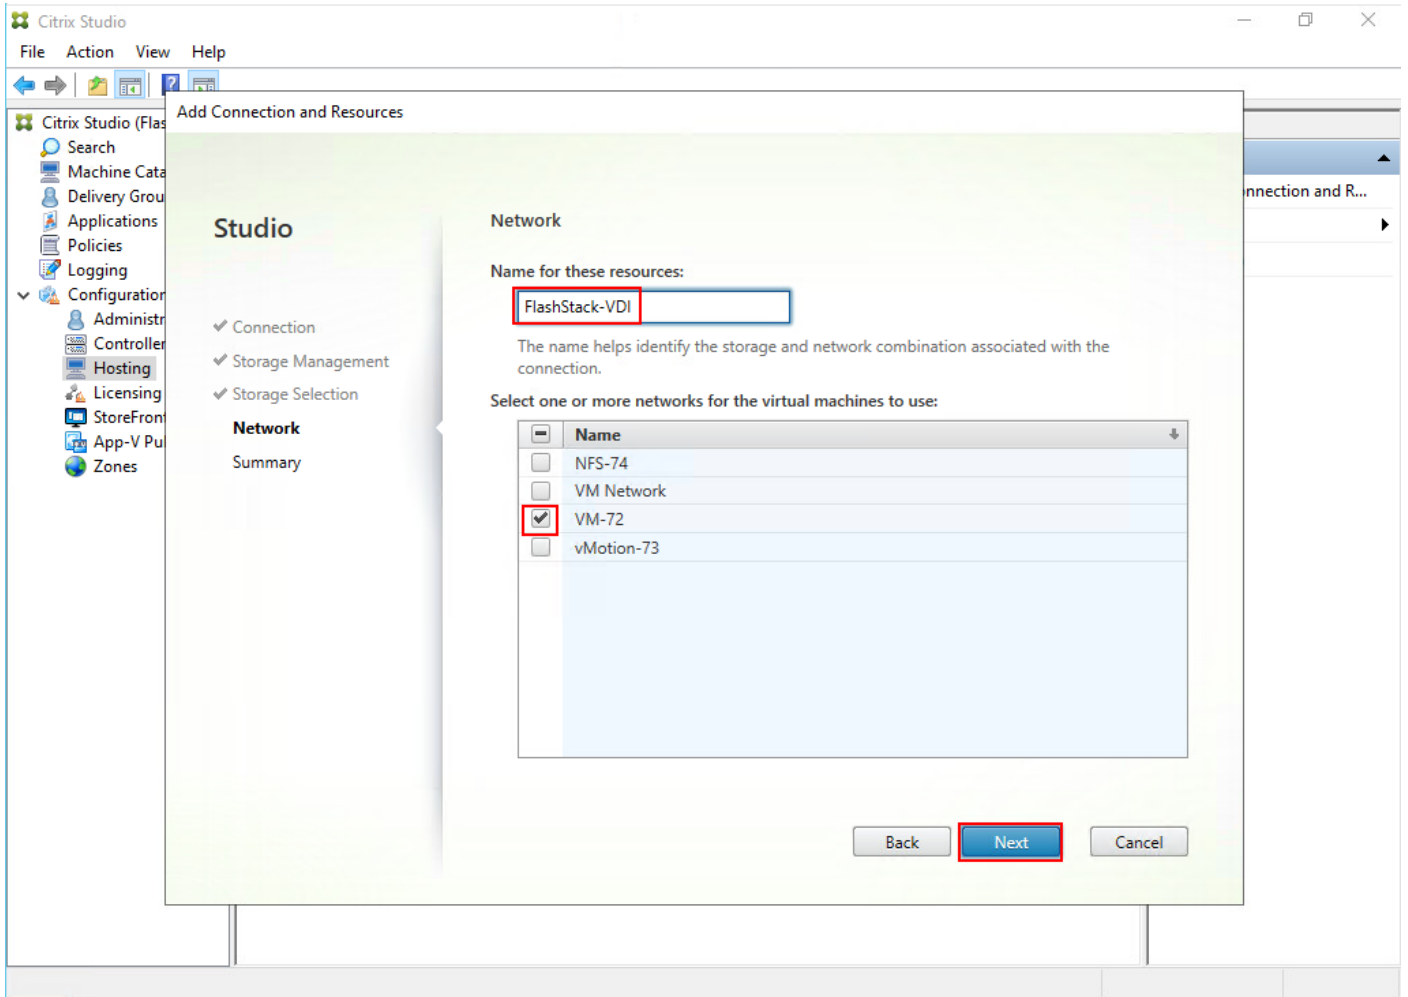 Citrix Studio
File Action View Help
Add Connection and Resources
Citrix Studio (Flas
Search
Machine Cata
Delivery Grou
Applications
Policies
Logging
Configuration
Administr
Controller
Hosting
Licensing
StoreFront
App-V Pu
Zones
Studio
Connection
Storage Management
Storage Selection
Network
Summary
Network
Name for these resources:
FlashStack-VDI
The name helps identify the storage and network combination associated with the
connection.
Select one or more networks for the virtual machines to use:
Name
NFS-74
VM Network
VM-72
vMotion-73
Back Next Cancel
nnection and R...